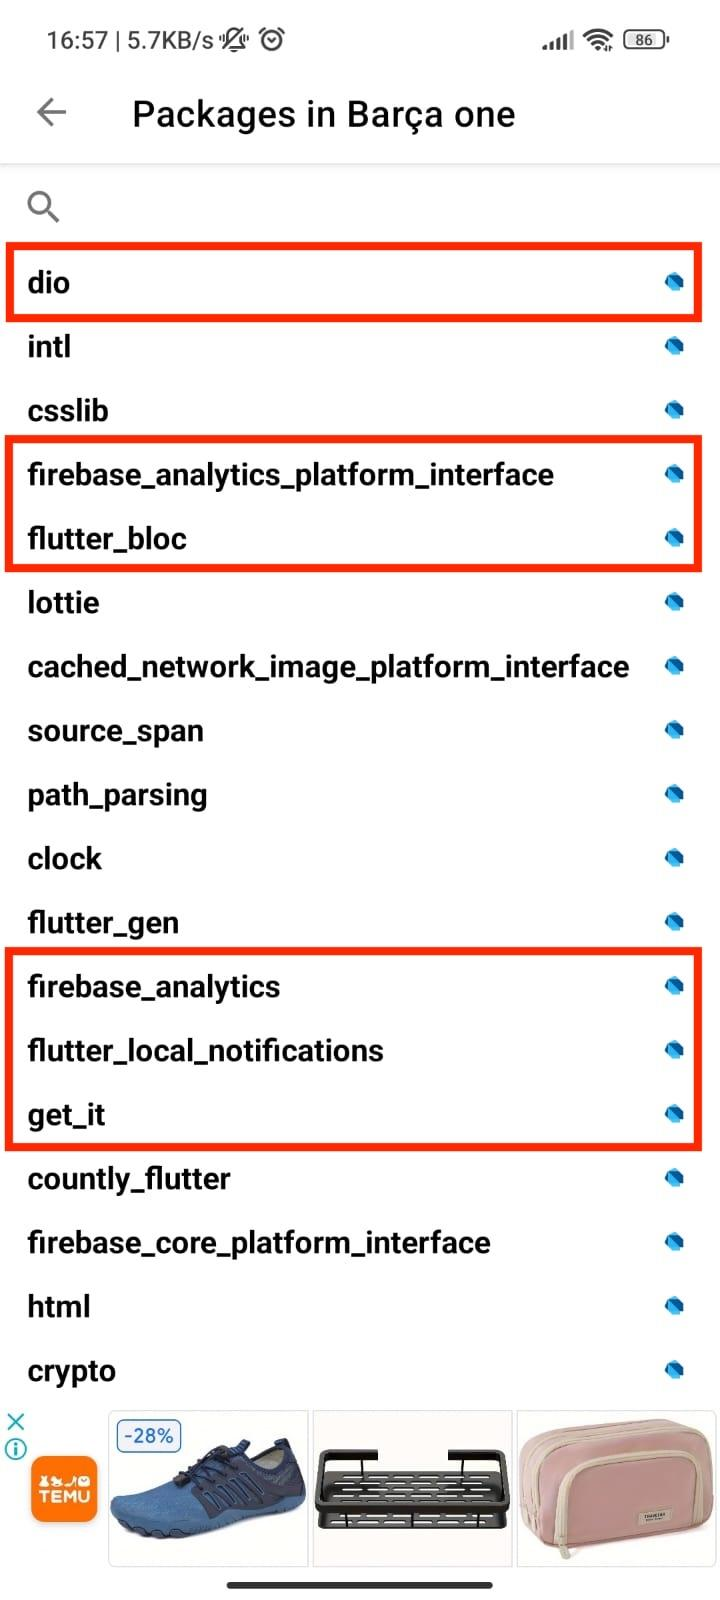 16:57 | 5.7KB/s
86
Packages in Barça one
dio
intl
csslib
firebase_analytics_platform_interface
flutter_bloc
lottie
cached_network_image_platform_interface
source_span
path_parsing
clock
flutter_gen
firebase_analytics
flutter_local_notifications
get_it
countly_flutter
firebase_core_platform_interface
html
crypto
-28%
TEMU